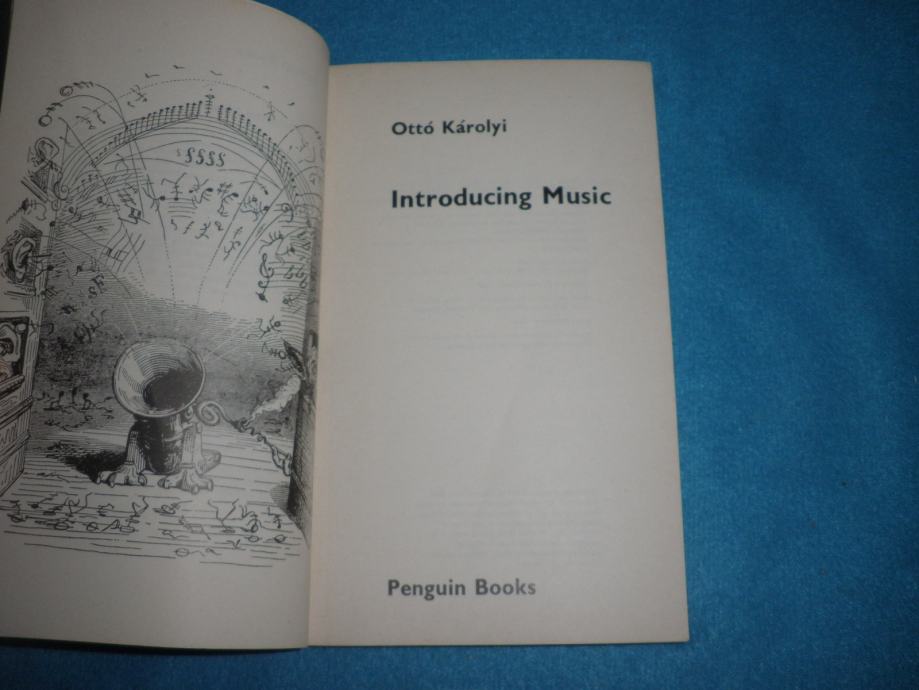 Ottó Károlyi
Introducing Music
Penguin Books